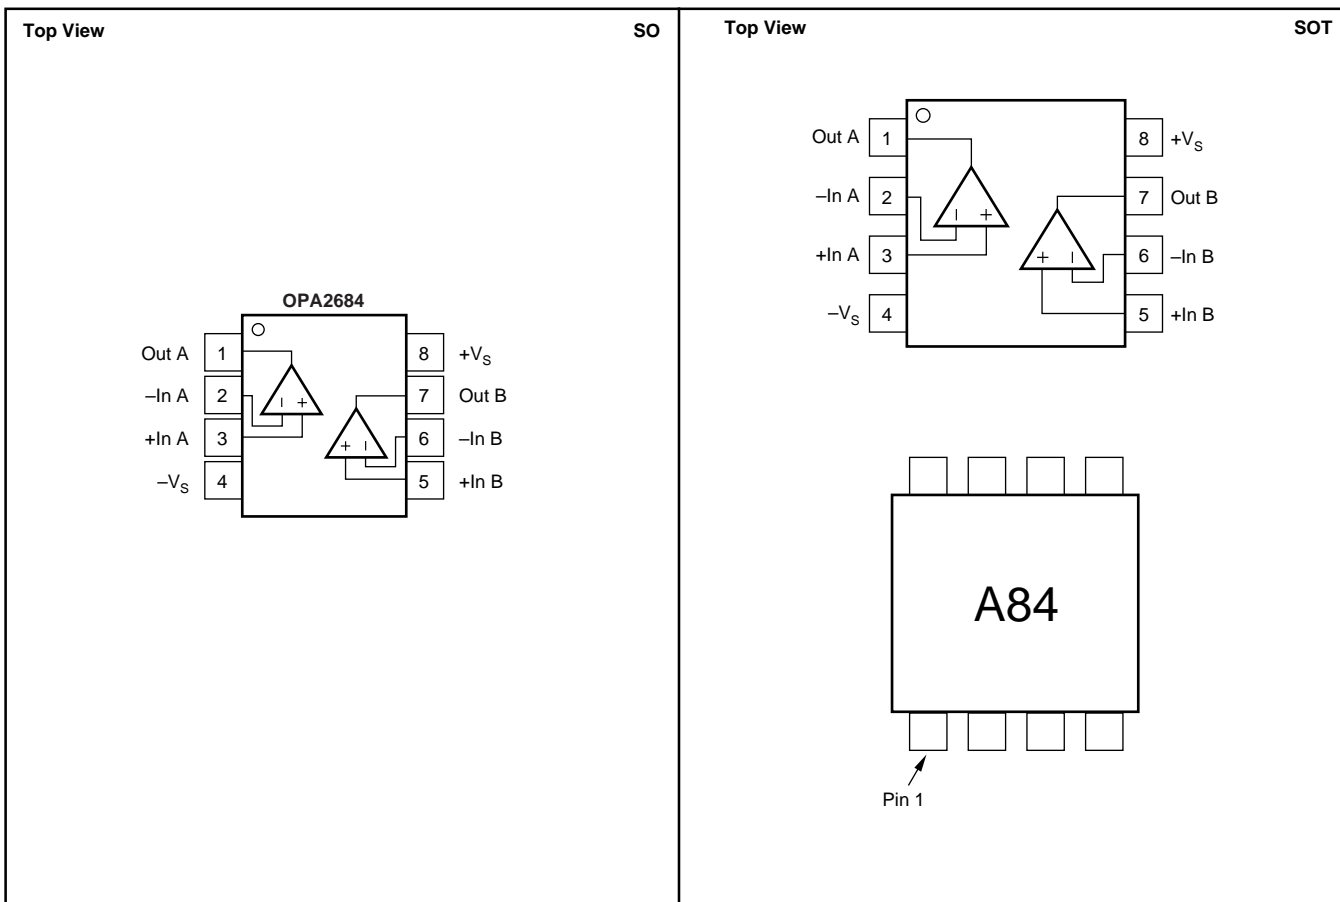 Top View SO
OPA2684
Out A 1 8 +VS
–In A 2 7 Out B
+In A 3 6 –In B
–VS 4 5 +In B
Top View SOT
Out A 1 8 +VS
–In A 2 7 Out B
+In A 3 6 –In B
–VS 4 5 +In B
A84
Pin 1